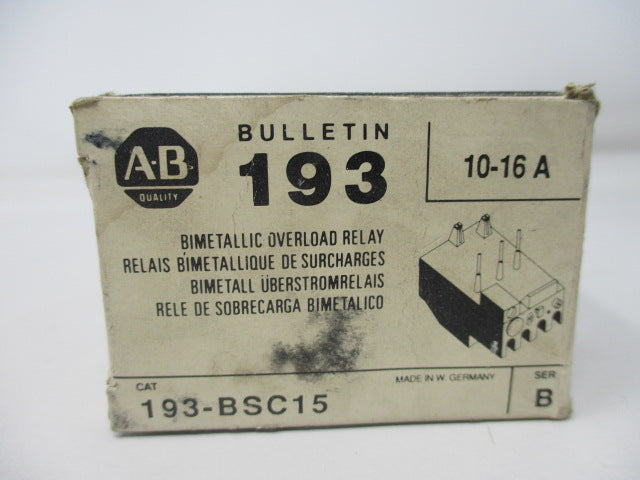 A-B
QUALITY
BULLETIN
193
10-16 A
BIMETALLIC OVERLOAD RELAY
RELAIS BIMETALLIQUE DE SURCHARGES
BIMETALL ÜBERSTROMRELAIS
RELE DE SOBRECARGA BIMETALICO
MADE IN W. GERMANY
CAT
193-BSC15
SER
B